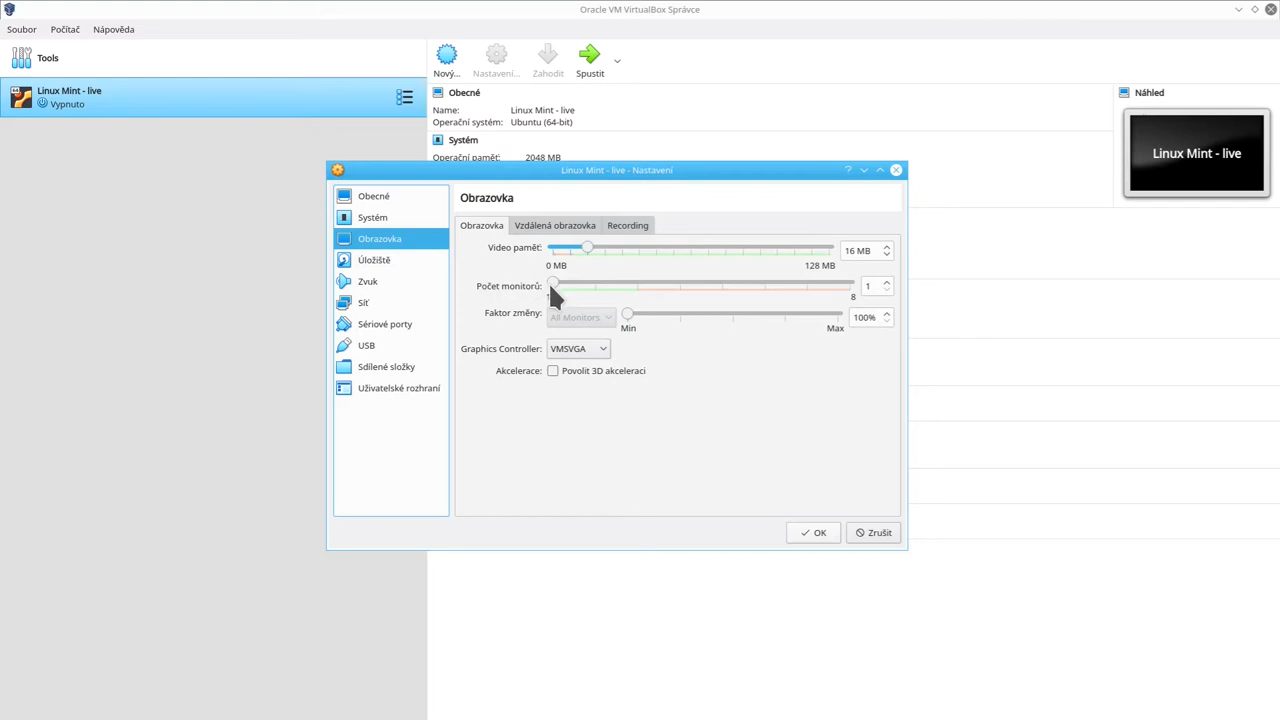 Oracle VM VirtualBox Správce
Soubor Počítač Nápověda
Tools
Nový... Nastavení... Zahodit Spustit
Linux Mint - live
Vypnuto
Obecné
Name: Linux Mint - live
Operační systém: Ubuntu (64-bit)
Systém
Operační paměť: 2048 MB
Náhled
Linux Mint - live
Linux Mint - live - Nastavení
Obecné
Systém
Obrazovka
Úložiště
Zvuk
Síť
Sériové porty
USB
Sdílené složky
Uživatelské rozhraní
Obrazovka
Obrazovka Vzdálená obrazovka Recording
Video paměť: 16 MB
0 MB 128 MB
Počet monitorů: 1
8
Faktor změny: All Monitors 100%
Min Max
Graphics Controller: VMSVGA
Akcelerace: Povolit 3D akceleraci
OK Zrušit